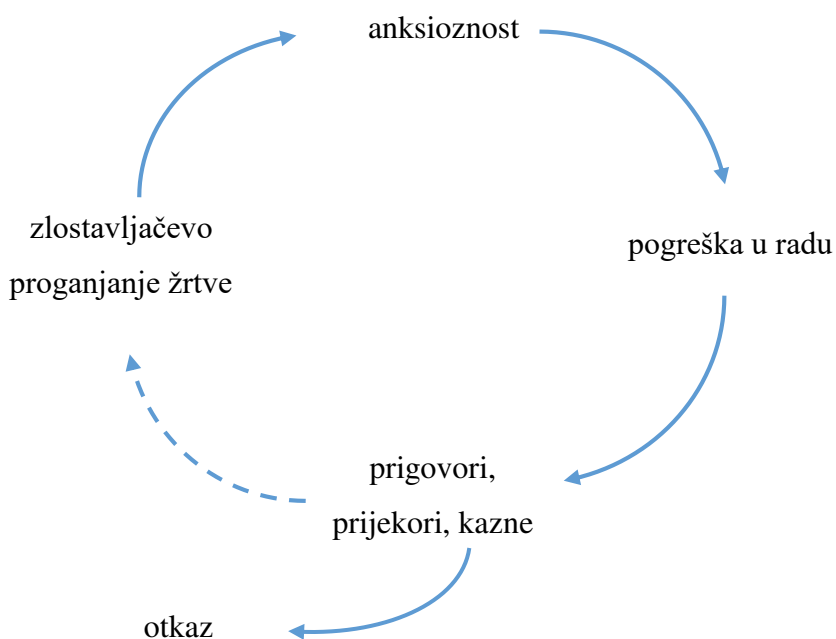 anksioznost
zlostavljačevo
proganjanje žrtve
pogreška u radu
prigovori,
prijekori, kazne
otkaz